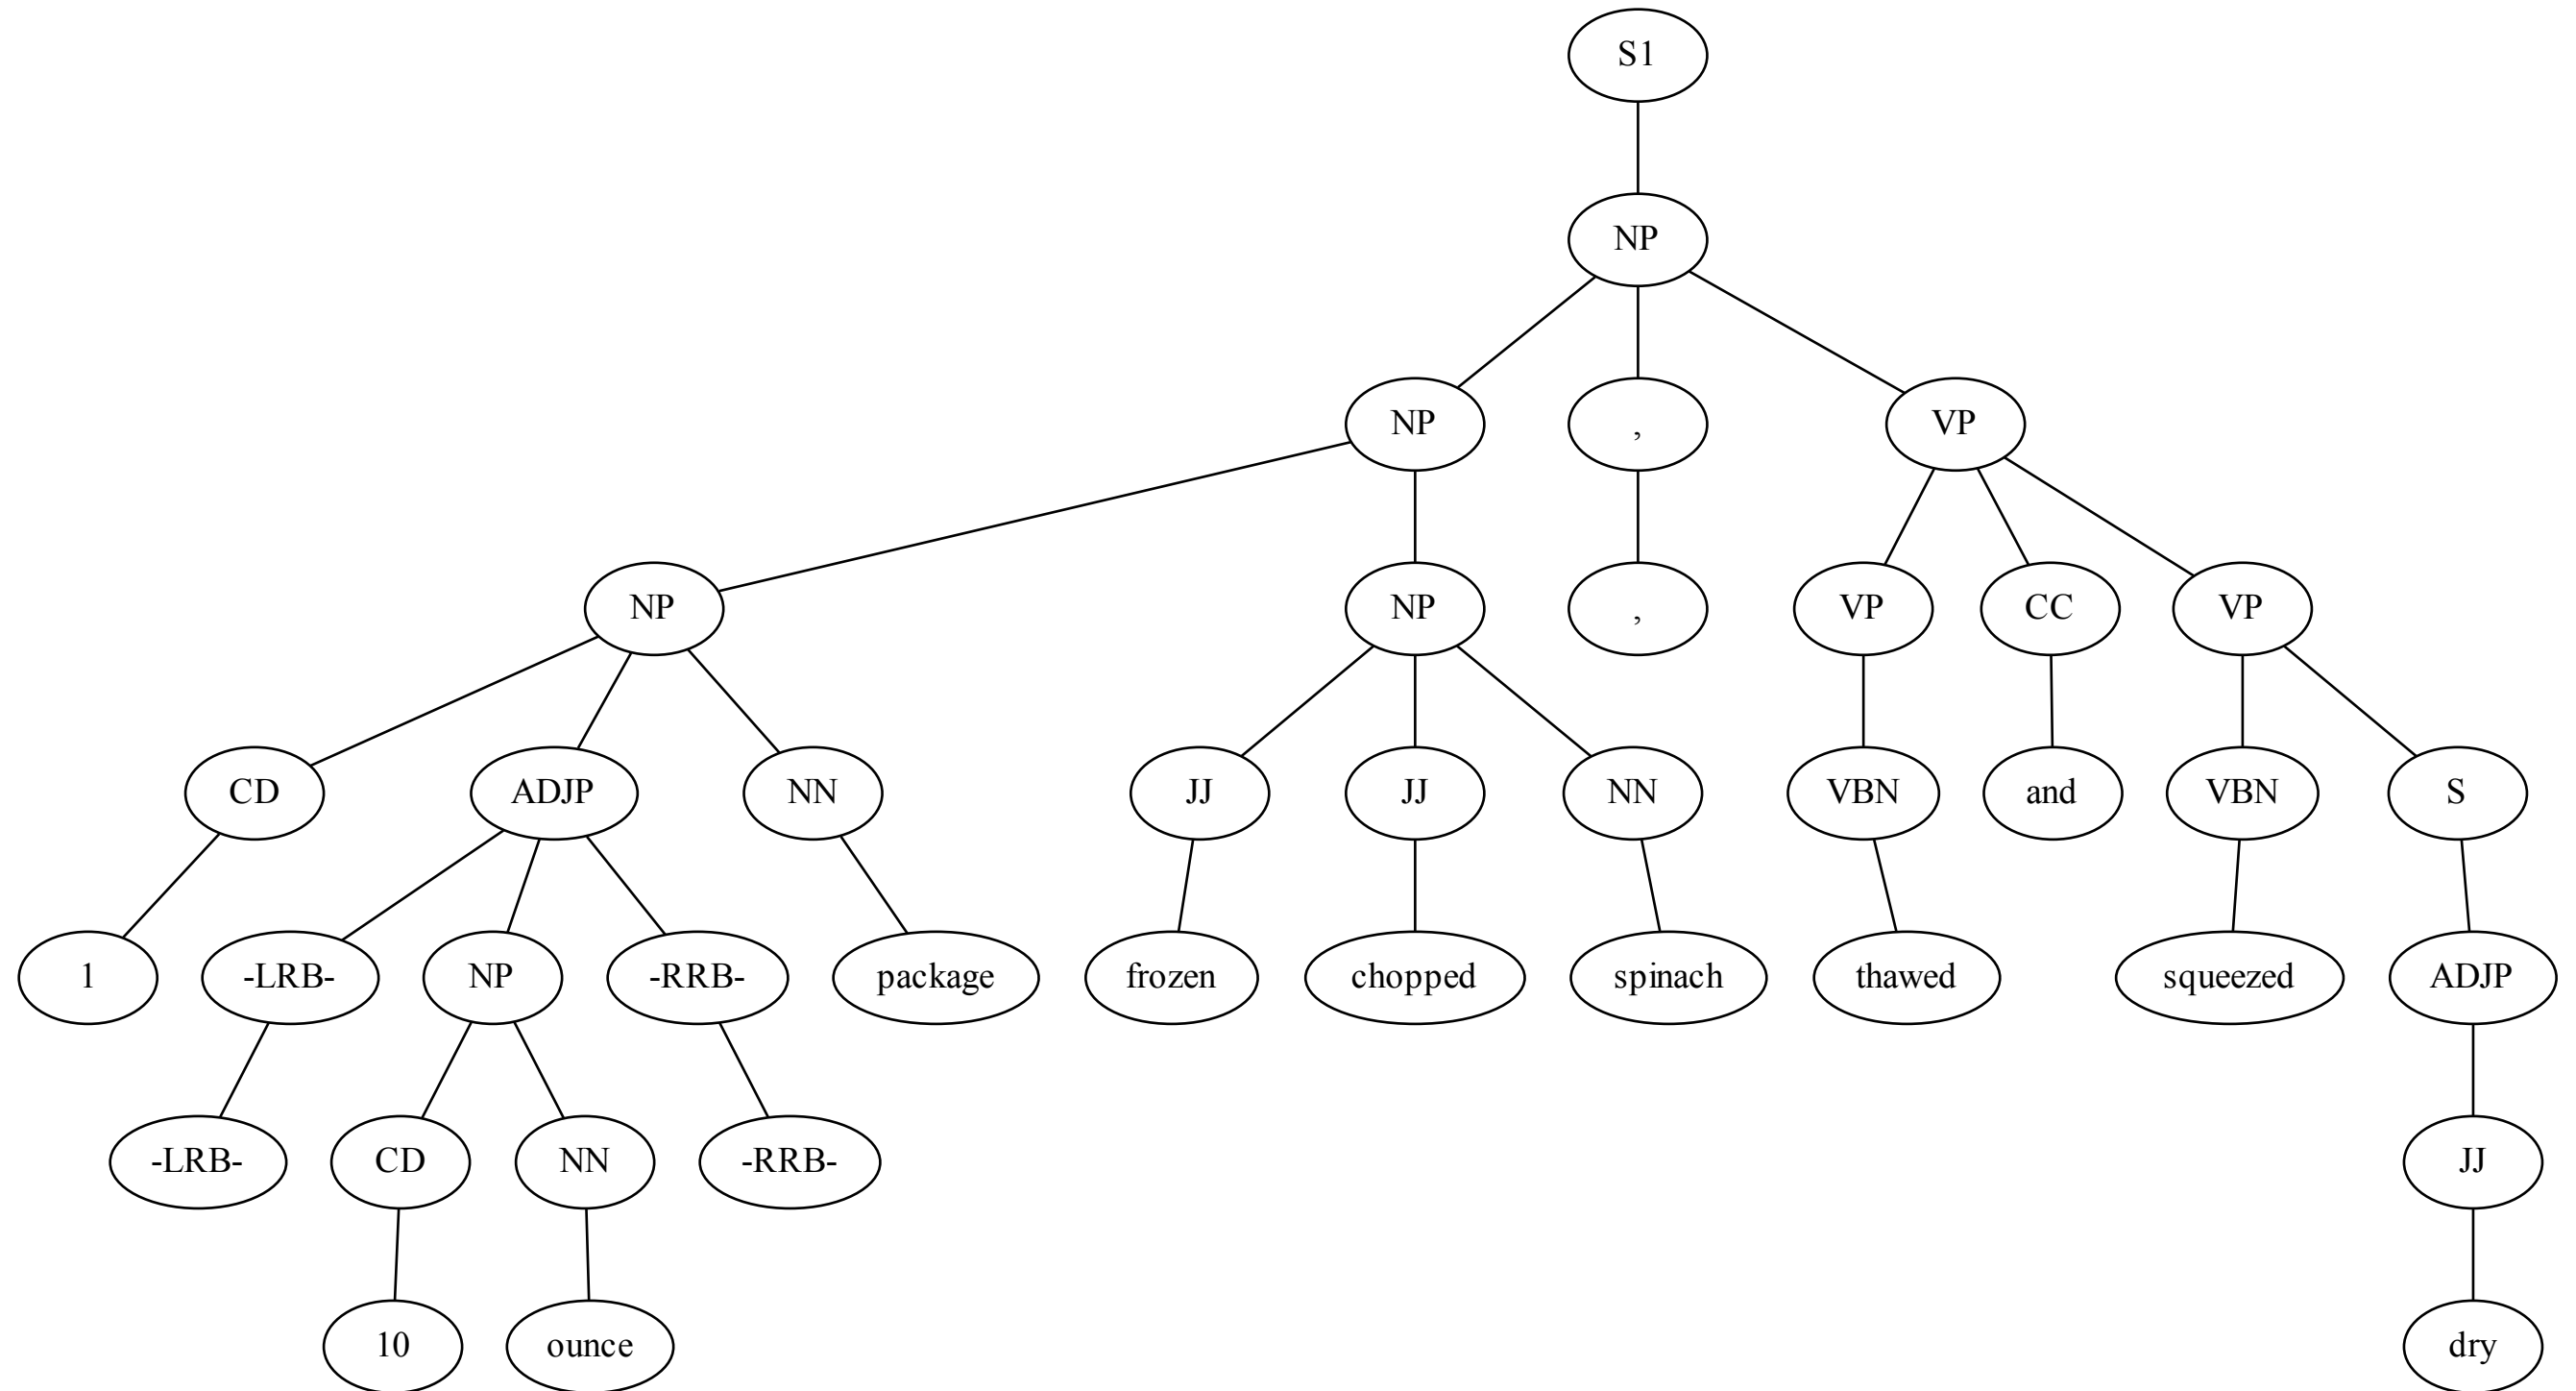 S1
NP
NP , VP
NP NP , VP CC VP
CD ADJP NN JJ JJ NN VBN and VBN S
1 -LRB- NP -RRB- package frozen chopped spinach thawed squeezed ADJP
-LRB- CD NN -RRB- JJ
10 ounce dry